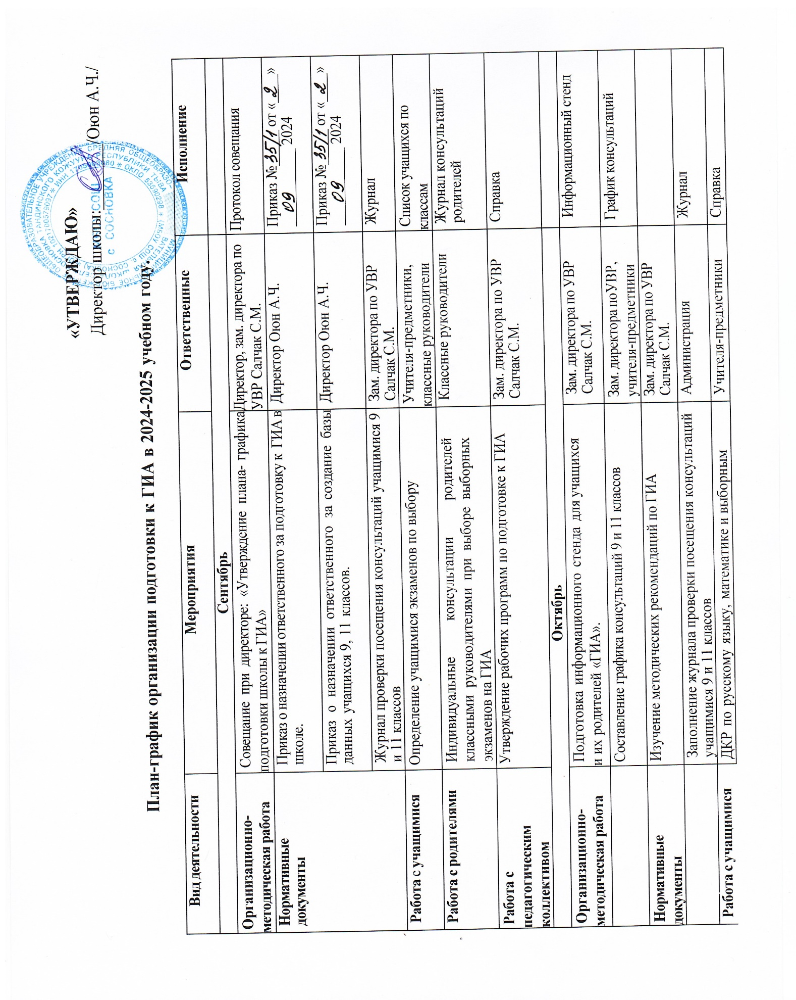 «УТВЕРЖДАЮ»
Директор школы: /Оюн А.Ч./
СОШ
с СОСНОВКА
План-график организации подготовки к ГИА в 2024-2025 учебном году.
Вид деятельности Мероприятия Ответственные Исполнение
Сентябрь
Организационно-
методическая работа
Совещание при директоре: «Утверждение плана- графика
подготовки школы к ГИА»
Директор, зам. директора по
УВР Салчак С.М.
Протокол совещания
Нормативные
документы
Приказ о назначении ответственного за подготовку к ГИА в
школе.
Директор Оюн А.Ч.
Приказ № 35/1 от « 2 »
09 2024
Приказ о назначении ответственного за создание базы
данных учащихся 9, 11 классов.
Директор Оюн А.Ч.
Приказ № 35/1 от « 2 »
09 2024
Журнал проверки посещения консультаций учащимися 9
и 11 классов
Зам. директора по УВР
Салчак С.М.
Журнал
Работа с учащимися
Определение учащимися экзаменов по выбору
Учителя-предметники,
классные руководители
Список учащихся по
классам
Работа с родителями
Индивидуальные консультации родителей
классными руководителями при выборе выборных
экзаменов на ГИА
Классные руководители
Журнал консультаций
родителей
Работа с
педагогическим
коллективом
Утверждение рабочих программ по подготовке к ГИА
Зам. директора по УВР
Салчак С.М.
Справка
Октябрь
Организационно-
методическая работа
Подготовка информационного стенда для учащихся
и их родителей «ГИА».
Зам. директора по УВР
Салчак С.М.
Информационный стенд
Составление графика консультаций 9 и 11 классов
Зам. директора по УВР,
учителя-предметники
График консультаций
Нормативные
документы
Изучение методических рекомендаций по ГИА
Зам. директора по УВР
Салчак С.М.
Заполнение журнала проверки посещения консультаций
учащимися 9 и 11 классов
Администрация
Журнал
Работа с учащимися
ДКР по русскому языку, математике и выборным
Учителя-предметники
Справка